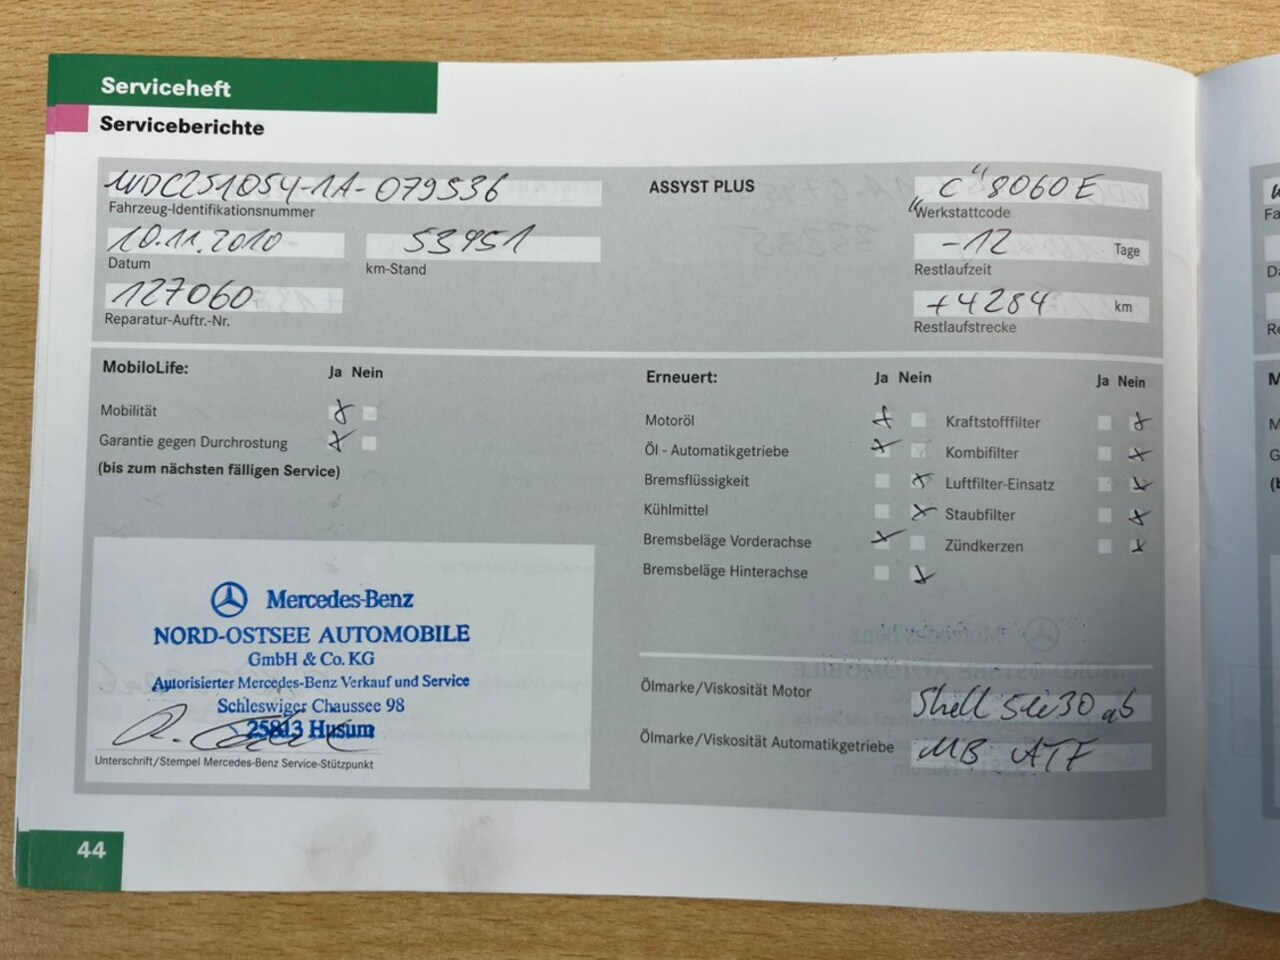 Serviceheft
Serviceberichte
WDC251054-1A-079536
Fahrzeug-Identifikationsnummer
10.11.2010 53951
Datum km-Stand
127060
Reparatur-Auftr.-Nr.
ASSYST PLUS
C" 8060E
"Werkstattcode
-12 Tage
Restlaufzeit
+4284 km
Restlaufstrecke
MobiloLife: Ja Nein
Mobilität
Garantie gegen Durchrostung
(bis zum nächsten fälligen Service)
Erneuert: Ja Nein Ja Nein
Motoröl Kraftstofffilter
Öl - Automatikgetriebe Kombifilter
Bremsflüssigkeit Luftfilter-Einsatz
Kühlmittel Staubfilter
Bremsbeläge Vorderachse Zündkerzen
Bremsbeläge Hinterachse
Mercedes-Benz
NORD-OSTSEE AUTOMOBILE
GmbH & Co. KG
Autorisierter Mercedes-Benz Verkauf und Service
Schleswiger Chaussee 98
25813 Husum
Unterschrift/Stempel Mercedes-Benz Service-Stützpunkt
Ölmarke/Viskosität Motor Shell 5W30
Ölmarke/Viskosität Automatikgetriebe MB ATF
44